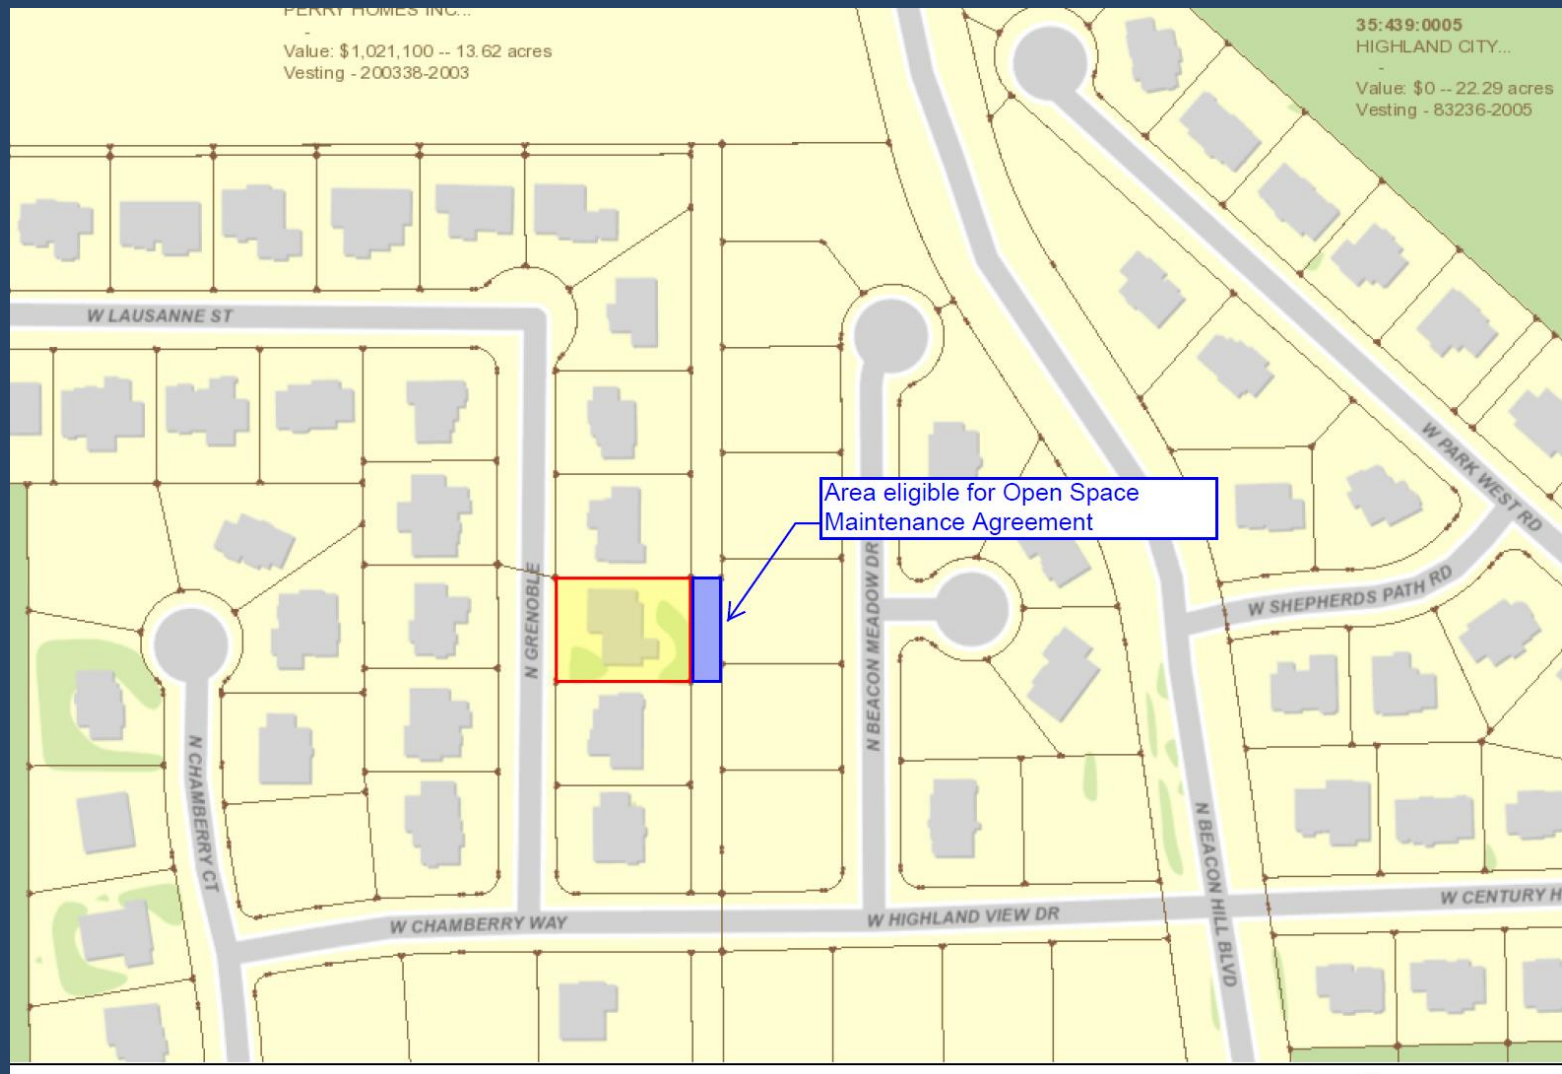 PERRY HOMES INC...
-
Value: $1,021,100 -- 13.62 acres
Vesting - 200338-2003
35:439:0005
HIGHLAND CITY...
-
Value: $0 -- 22.29 acres
Vesting - 83236-2005
W LAUSANNE ST
W PARK WEST RD
Area eligible for Open Space
Maintenance Agreement
N GRENOBLE
N BEACON MEADOW DR
W SHEPHERDS PATH RD
N CHAMBERRY CT
N BEACON HILL BLVD
W CHAMBERRY WAY
W HIGHLAND VIEW DR
W CENTURY H